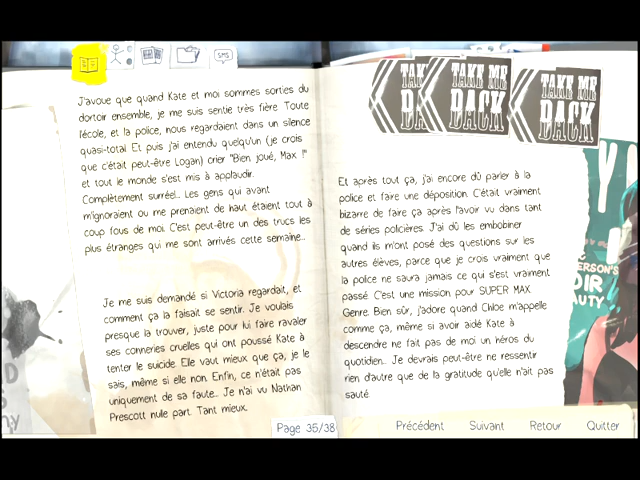 SMS
J'avoue que quand Kate et moi sommes sorties du
dortoir ensemble, je me suis sentie très fière Toute
l'école, et la police, nous regardaient dans un silence
quasi-total Et puis j'ai entendu quelqu'un (je crois
que c'était peut-être Logan) crier "Bien joué, Max !"
et tout le monde s'est mis à applaudir.
Complètement surréel... Les gens qui avant
m'ignoraient ou me prenaient de haut étaient tout à
coup fous de moi. C'est peut-être un des trucs les
plus étranges qui me sont arrivés cette semaine...
Je me suis demandé si Victoria regardait, et
comment ça la faisait se sentir. Je voulais
presque la trouver, juste pour lui faire ravaler
ses conneries cruelles qui ont poussé Kate à
tenter le suicide. Elle vaut mieux que ça, je le
sais, même si elle non. Enfin, ce n'était pas
uniquement de sa faute... Je n'ai vu Nathan
Prescott nulle part. Tant mieux.
Page 35/38
TAKE ME
BACK
TAKE ME
BACK
Et après tout ça, j'ai encore dû parler à la
police et faire une déposition. C'était vraiment
bizarre de faire ça après l'avoir vu dans tant
de séries policières. J'ai dû les embobiner
quand ils m'ont posé des questions sur les
autres élèves, parce que je crois vraiment que
la police ne saura jamais ce qui s'est vraiment
passé C'est une mission pour SUPER MAX
Genre. Bien sûr, j'adore quand Chloe m'appelle
comme ça, même si avoir aidé Kate à
descendre ne fait pas de moi un héros du
quotidien... Je devrais peut-être ne ressentir
rien d'autre que de la gratitude qu'elle n'ait pas
sauté
Précédent Suivant Retour Quitter